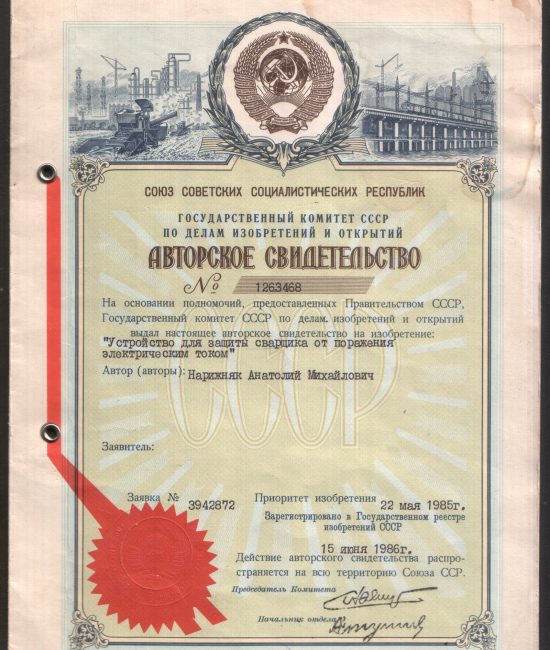 СОЮЗ СОВЕТСКИХ СОЦИАЛИСТИЧЕСКИХ РЕСПУБЛИК
ГОСУДАРСТВЕННЫЙ КОМИТЕТ СССР
ПО ДЕЛАМ ИЗОБРЕТЕНИЙ И ОТКРЫТИЙ
АВТОРСКОЕ СВИДЕТЕЛЬСТВО
№ 1263468
На основании полномочий, предоставленных Правительством СССР,
Государственный комитет СССР по делам изобретений и открытий
выдал настоящее авторское свидетельство на изобретение:
"Устройство для защиты сварщика от поражения
электрическим током"
Автор (авторы): Нарижняк Анатолий Михайлович
СССР
Заявитель:
Заявка № 3942872
Приоритет изобретения 22 мая 1985г.
Зарегистрировано в Государственном реестре
изобретений СССР
15 июня 1986г.
Действие авторского свидетельства распро-
страняется на всю территорию Союза ССР.
Председатель Комитета
Начальник отдела